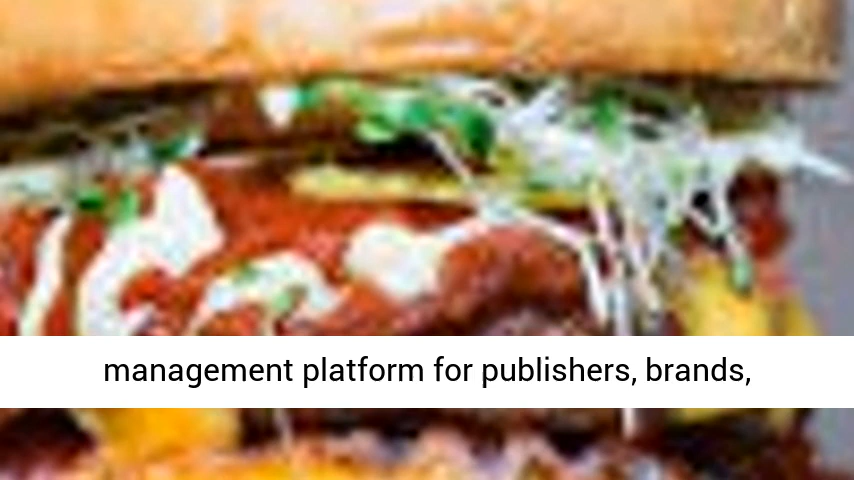 management platform for publishers, brands,